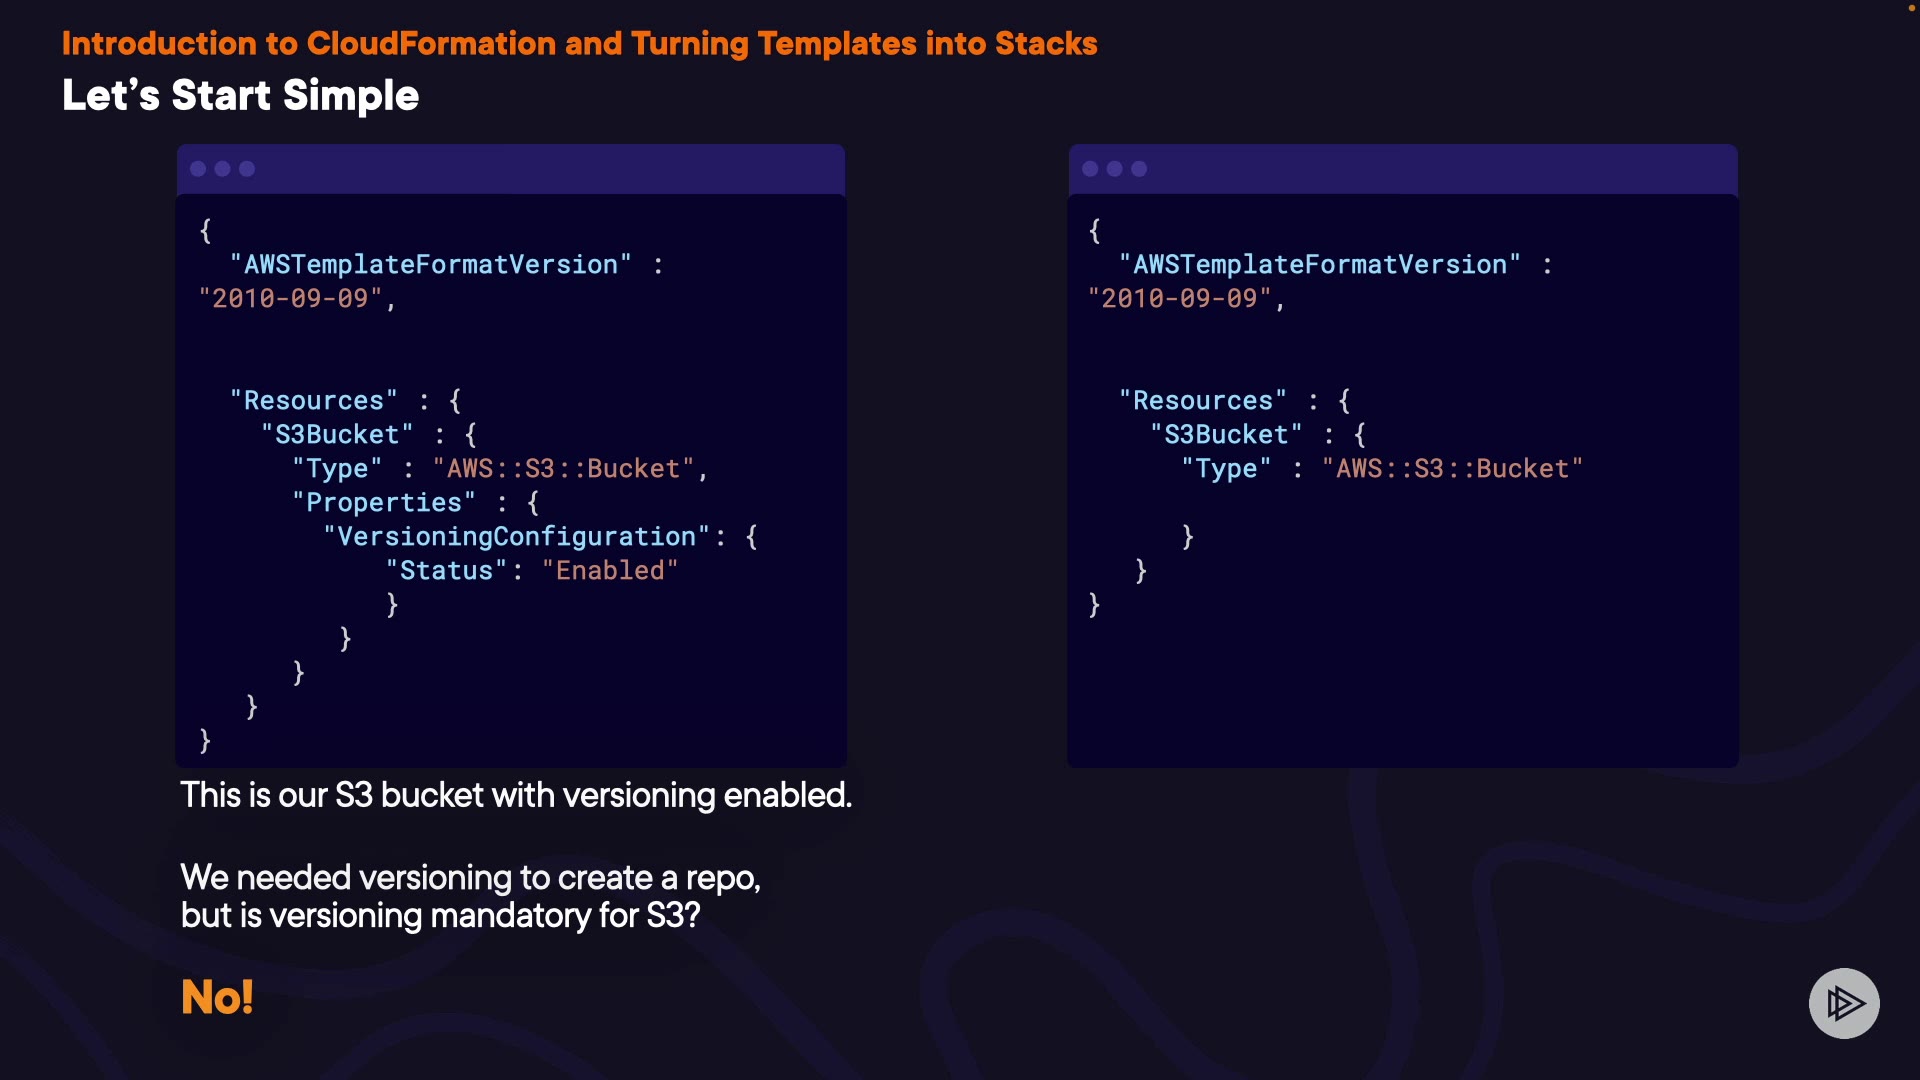 Introduction to CloudFormation and Turning Templates into Stacks
Let’s Start Simple
{
  "AWSTemplateFormatVersion" :
"2010-09-09",
  "Resources" : {
    "S3Bucket" : {
      "Type" : "AWS::S3::Bucket",
      "Properties" : {
        "VersioningConfiguration": {
            "Status": "Enabled"
            }
         }
      }
   }
}
This is our S3 bucket with versioning enabled.
We needed versioning to create a repo,
but is versioning mandatory for S3?
No!
{
  "AWSTemplateFormatVersion" :
"2010-09-09",
  "Resources" : {
    "S3Bucket" : {
      "Type" : "AWS::S3::Bucket"
      }
   }
}